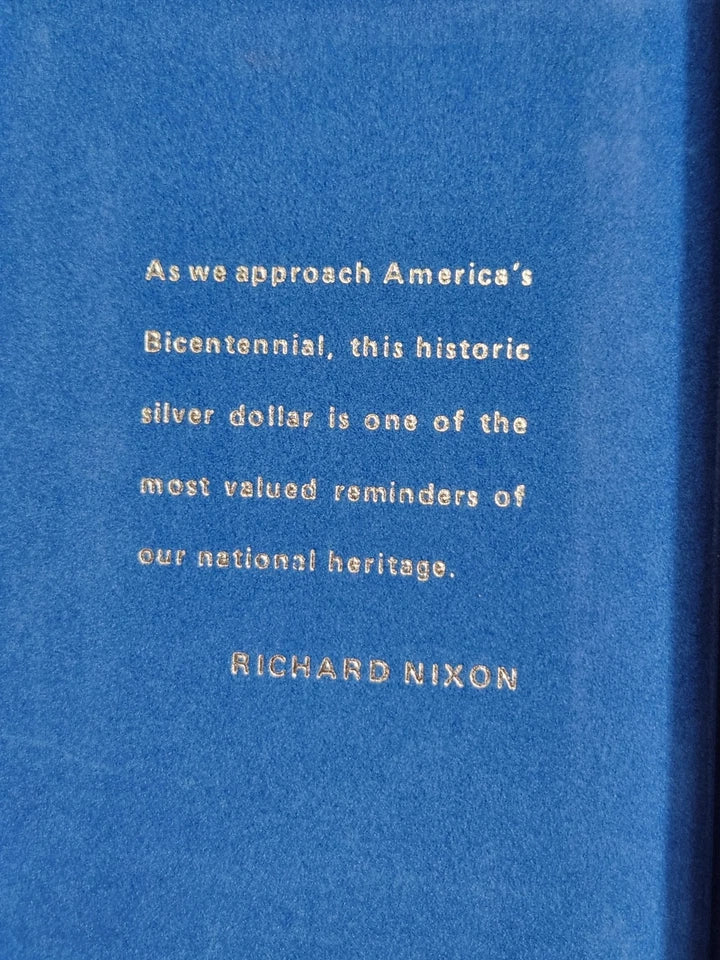 As we approach America's
Bicentennial, this historic
silver dollar is one of the
most valued reminders of
our national heritage.
RICHARD NIXON